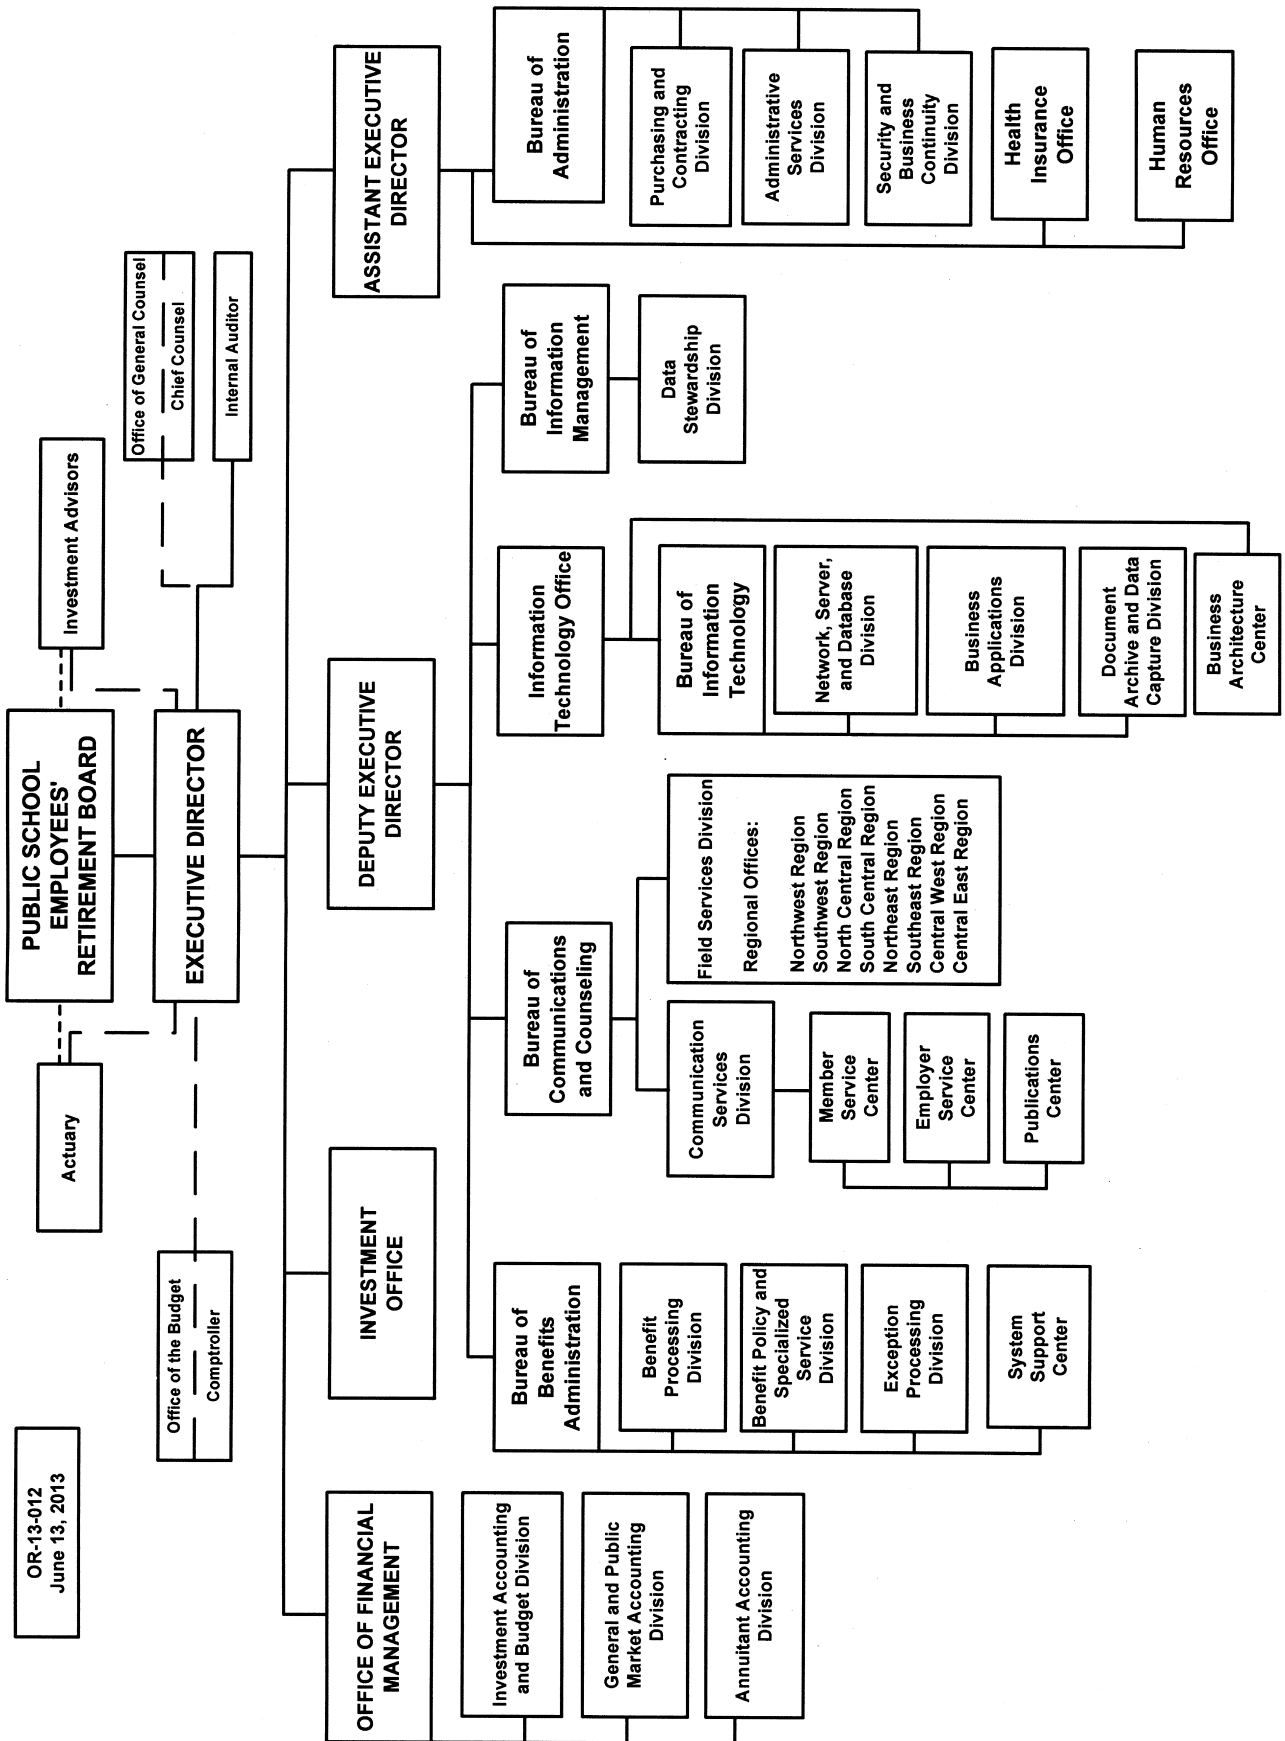 OR-13-012
June 13, 2013
PUBLIC SCHOOL
EMPLOYEES'
RETIREMENT BOARD
Actuary
Investment Advisors
EXECUTIVE DIRECTOR
Office of the Budget
Comptroller
Office of General Counsel
Chief Counsel
Internal Auditor
OFFICE OF FINANCIAL
MANAGEMENT
INVESTMENT
OFFICE
DEPUTY EXECUTIVE
DIRECTOR
ASSISTANT EXECUTIVE
DIRECTOR
Investment Accounting
and Budget Division
General and Public
Market Accounting
Division
Annuitant Accounting
Division
Bureau of
Benefits
Administration
Benefit
Processing
Division
Benefit Policy and
Specialized
Service
Division
Exception
Processing
Division
System
Support
Center
Bureau of
Communications
and Counseling
Communication
Services
Division
Member
Service
Center
Employer
Service
Center
Publications
Center
Field Services Division
Regional Offices:
Northwest Region
Southwest Region
North Central Region
South Central Region
Northeast Region
Southeast Region
Central West Region
Central East Region
Information
Technology Office
Bureau of
Information
Technology
Network, Server,
and Database
Division
Business
Applications
Division
Document
Archive and Data
Capture Division
Business
Architecture
Center
Bureau of
Information
Management
Data
Stewardship
Division
Bureau of
Administration
Purchasing and
Contracting
Division
Administrative
Services
Division
Security and
Business
Continuity
Division
Health
Insurance
Office
Human
Resources
Office